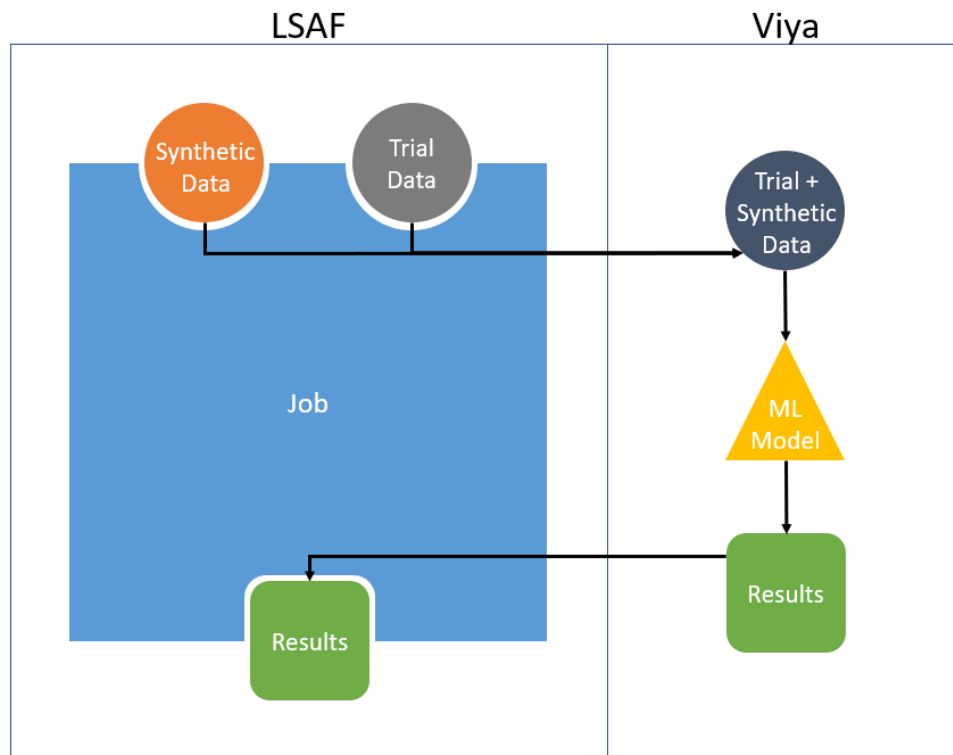 LSAF
Viya
Synthetic
Data
Trial
Data
Trial +
Synthetic
Data
Job
ML
Model
Results
Results